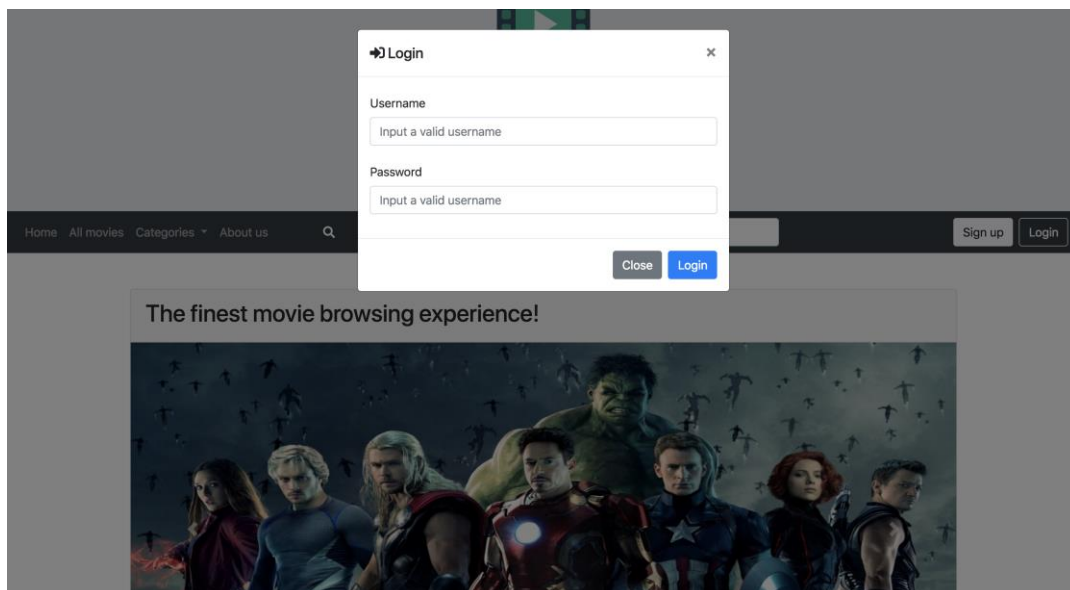 Login ×
Username
Input a valid username
Password
Input a valid username
Home All movies Categories About us Sign up Login
Close Login
The finest movie browsing experience!